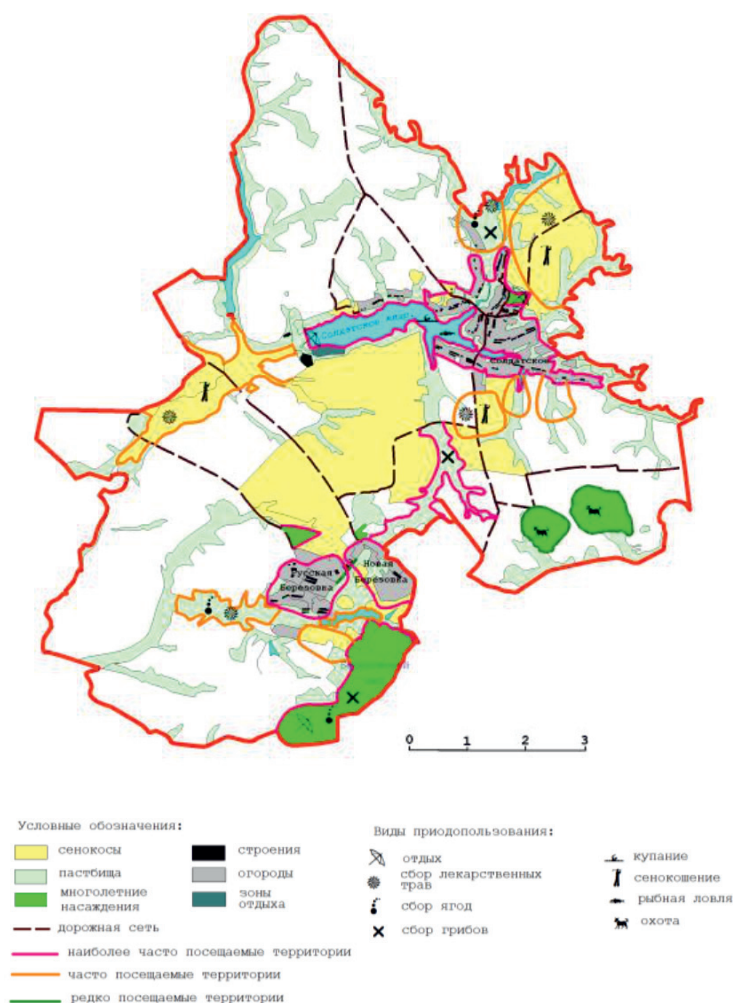 Солдатское
Русская
Березовка
Новая
Березовка
0 1 2 3
Условные обозначения:
сенокосы
пастбища
многолетние
насаждения
строения
огороды
зоны
отдыха
дорожная сеть
наиболее часто посещаемые территории
часто посещаемые территории
редко посещаемые территории
Виды приодопользования:
отдых
сбор лекарственных
трав
сбор ягод
сбор грибов
купание
сенокошение
рыбная ловля
охота